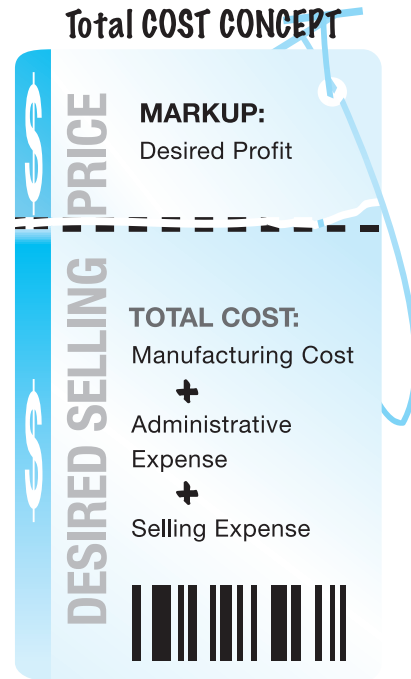 Total COST CONCEPT
$
DESIRED SELLING PRICE
MARKUP:
Desired Profit
$
TOTAL COST:
Manufacturing Cost
+
Administrative
Expense
+
Selling Expense